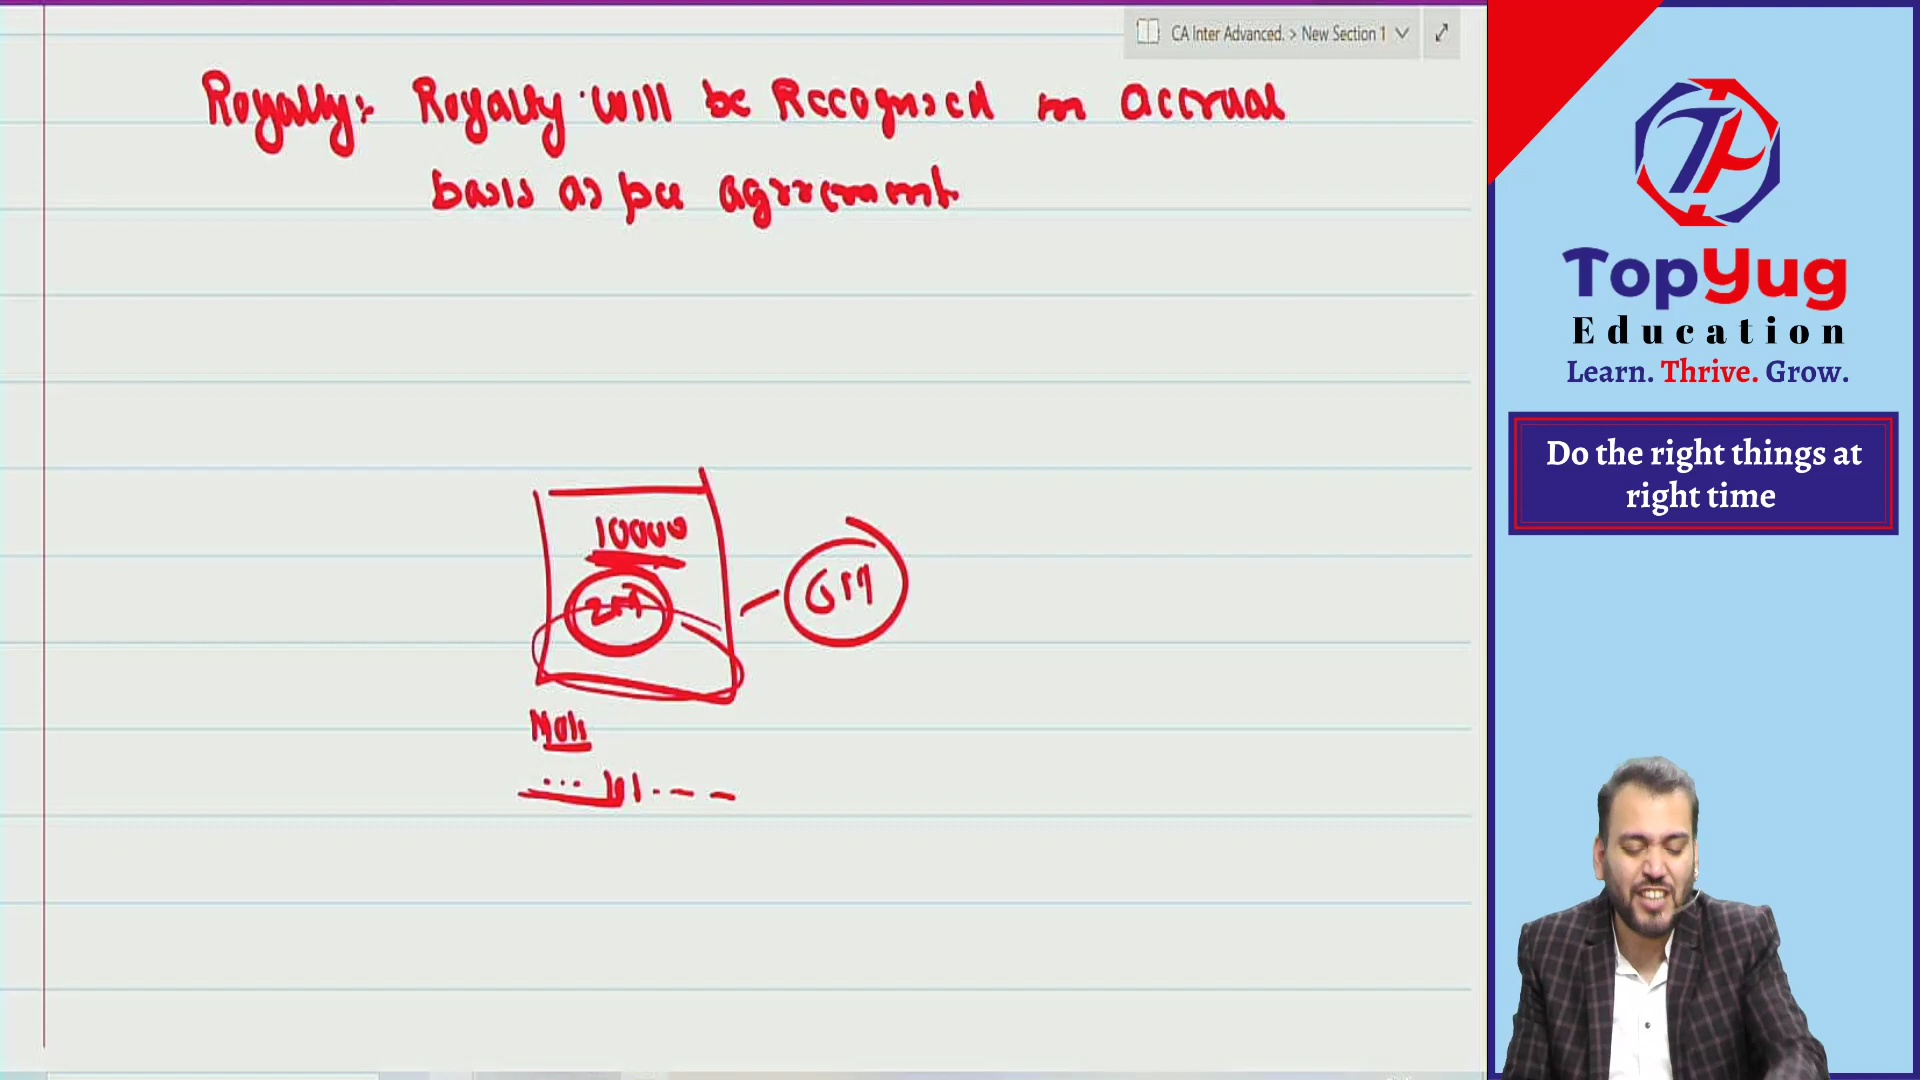 CA Inter Advanced. > New Section 1
Royalty:- Royalty will be Recognised on accrual
basis as per agreement
10000
TopYug
Education
Learn. Thrive. Grow.
Do the right things at
right time